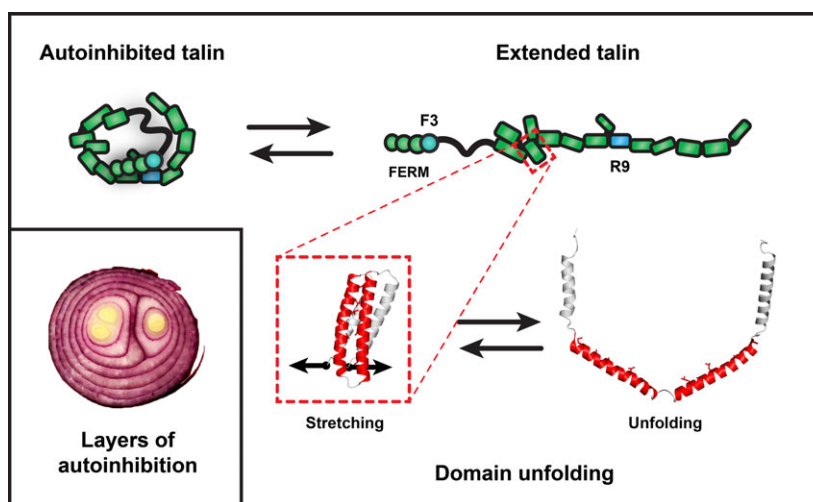 Autoinhibited talin
Extended talin
F3
FERM
R9
Stretching
Unfolding
Layers of
autoinhibition
Domain unfolding